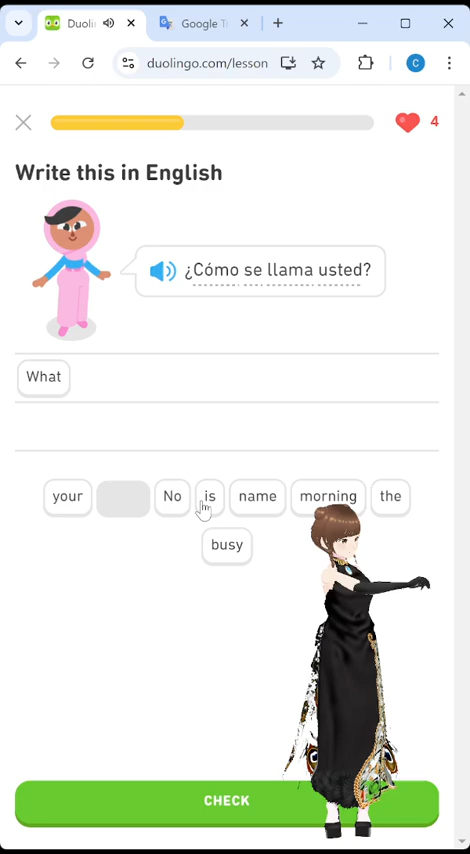 Duolin
Google T
duolingo.com/lesson
C
4
Write this in English
¿Cómo se llama usted?
What
your No is name morning the
busy
CHECK